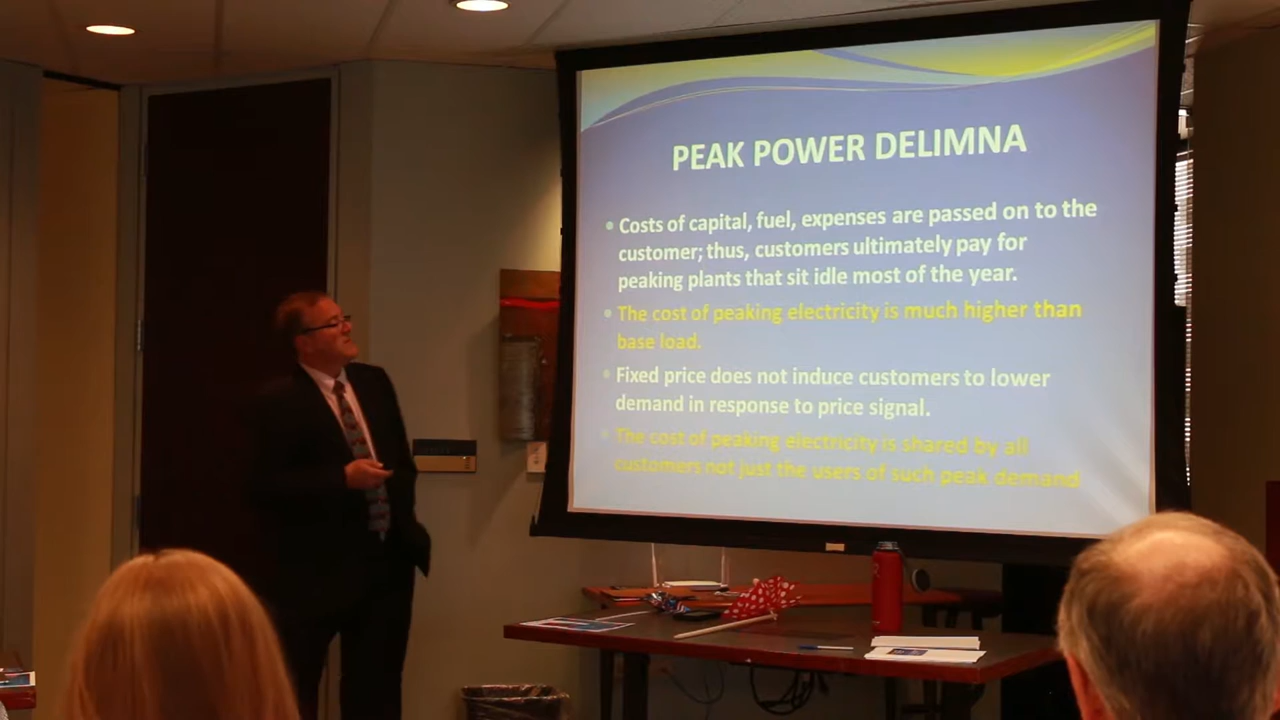 PEAK POWER DELIMNA
• Costs of capital, fuel, expenses are passed on to the
customer; thus, customers ultimately pay for
peaking plants that sit idle most of the year.
• The cost of peaking electricity is much higher than
base load.
• Fixed price does not induce customers to lower
demand in response to price signal.
• The cost of peaking electricity is shared by all
customers not just the users of such peak demand